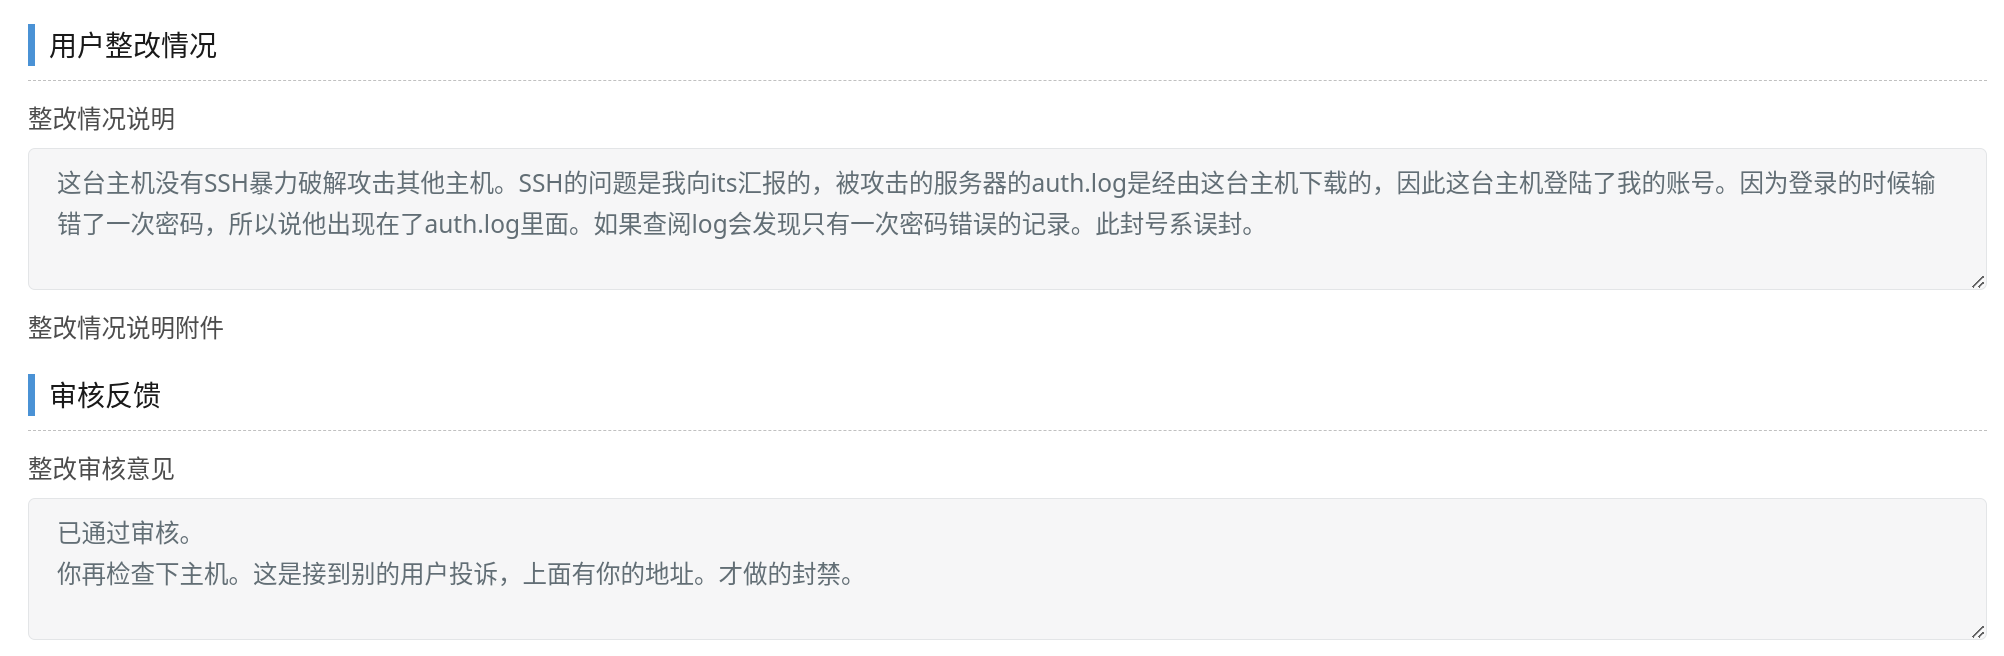 用户整改情况
整改情况说明
这台主机没有SSH暴力破解攻击其他主机。SSH的问题是我向its汇报的，被攻击的服务器的auth.log是经由这台主机下载的，因此这台主机登陆了我的账号。因为登录的时候输
错了一次密码，所以说他出现在了auth.log里面。如果查阅log会发现只有一次密码错误的记录。此封号系误封。
整改情况说明附件
审核反馈
整改审核意见
已通过审核。
你再检查下主机。这是接到别的用户投诉，上面有你的地址。才做的封禁。